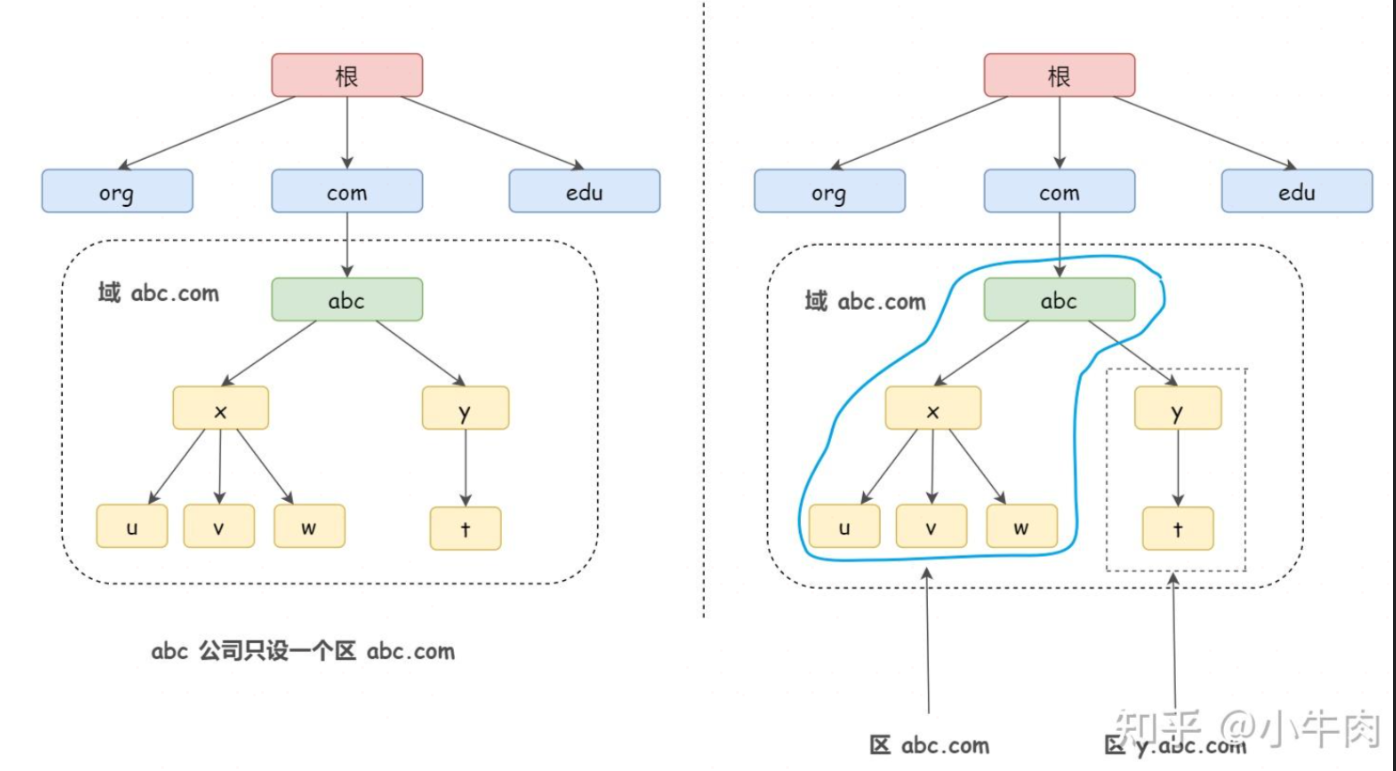 根
org
com
edu
域 abc.com
abc
x
y
u
v
w
t
abc 公司只设一个区 abc.com
根
org
com
edu
域 abc.com
abc
x
y
u
v
w
t
区 abc.com
区 y.abc.com
知乎 @小牛肉